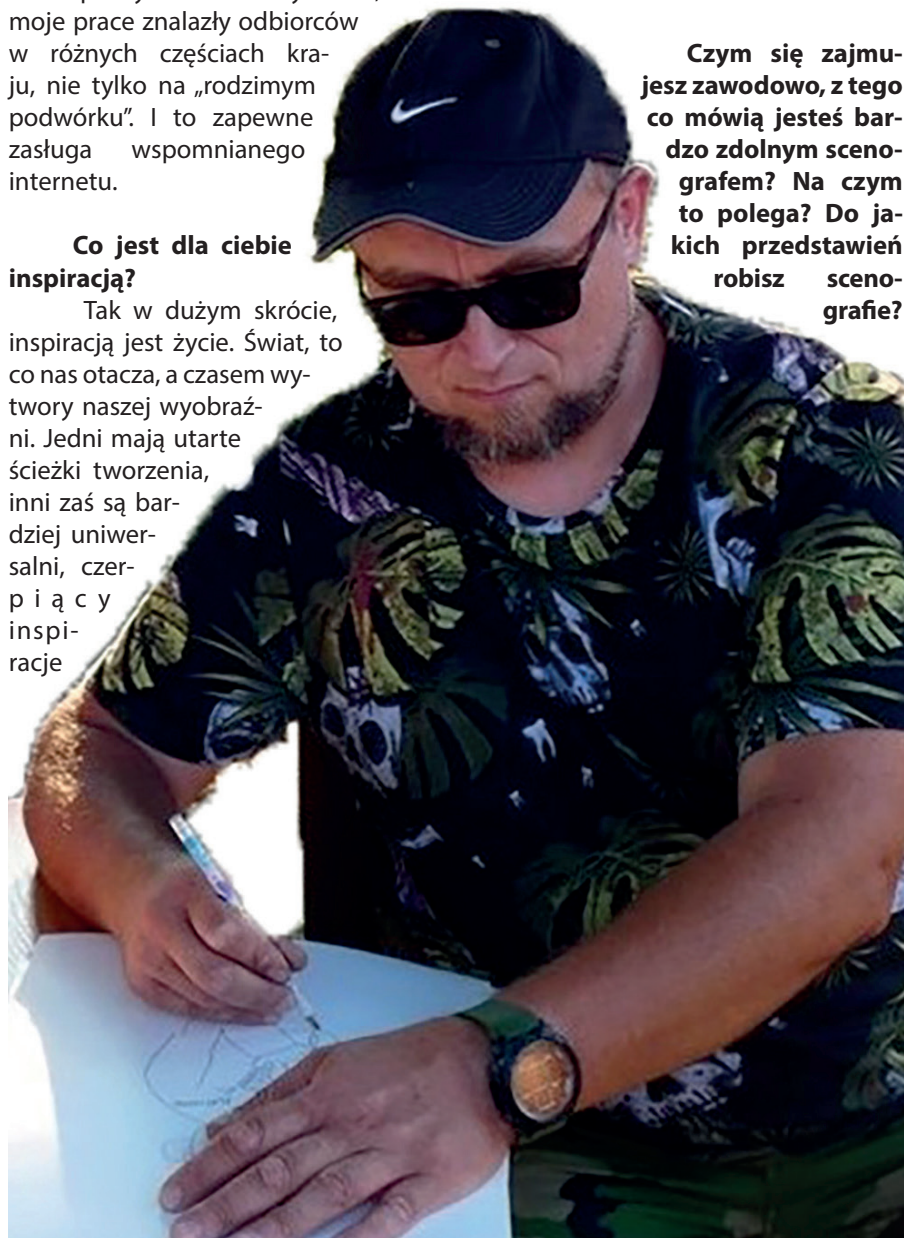 moje prace znalazły odbiorców
w różnych częściach kra-
ju, nie tylko na „rodzimym
podwórku”. I to zapewne
zasługa wspomnianego
internetu.
Co jest dla ciebie
inspiracją?
Tak w dużym skrócie,
inspiracją jest życie. Świat, to
co nas otacza, a czasem wy-
twory naszej wyobraź-
ni. Jedni mają utarte
ścieżki tworzenia,
inni zaś są bar-
dziej uniwer-
salni, czer-
piący
inspi-
racje
Czym się zajmu-
jesz zawodowo, z tego
co mówią jesteś bar-
dzo zdolnym sceno-
grafem? Na czym
to polega? Do ja-
kich przedstawień
robisz sceno-
grafie?